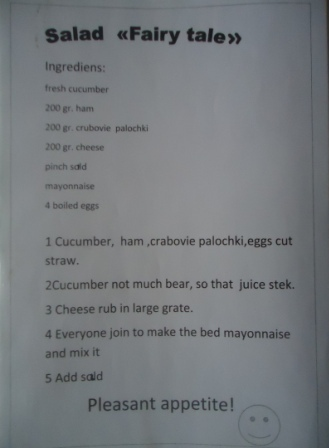 Salad «Fairy tale»
Ingrediens:
fresh cucumber
200 gr. ham
200 gr. crubovie palochki
200 gr. cheese
pinch sald
mayonnaise
4 boiled eggs
1 Cucumber, ham ,crabovie palochki,eggs cut
straw.
2Cucumber not much bear, so that juice stek.
3 Cheese rub in large grate.
4 Everyone join to make the bed mayonnaise
and mix it
5 Add sald
Pleasant appetite!